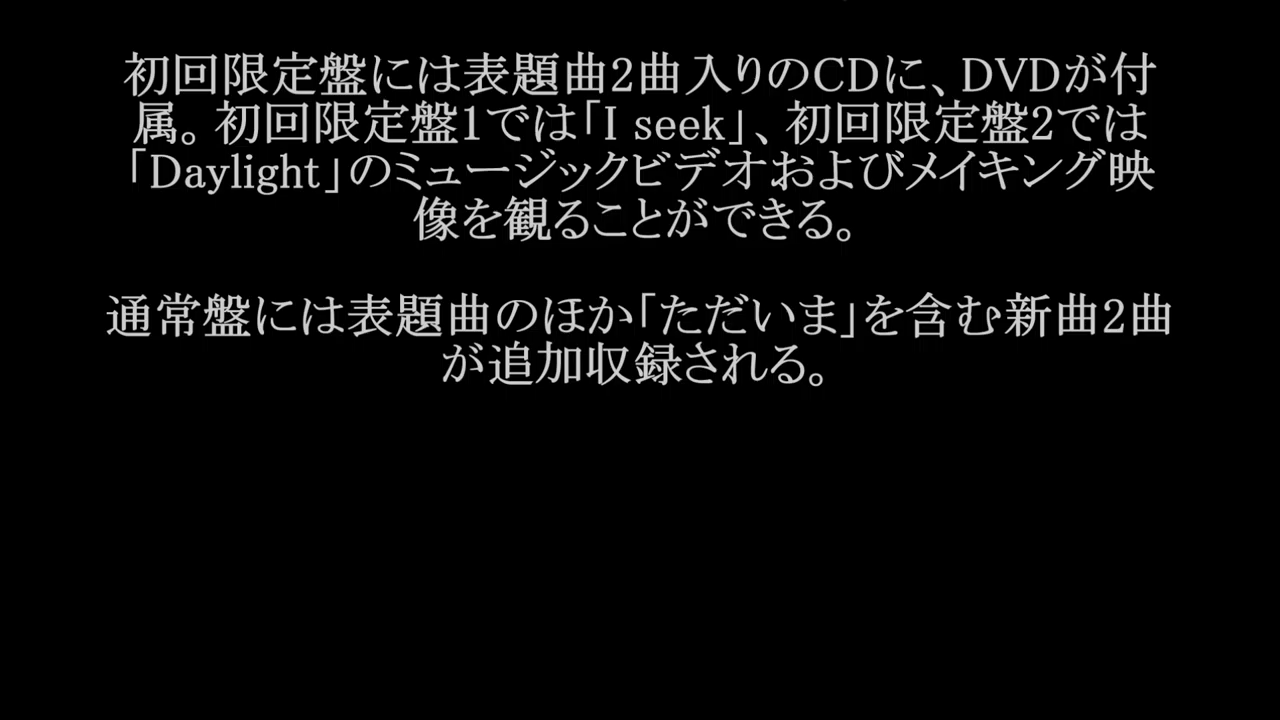 初回限定盤には表題曲2曲入りのCDに、DVDが付
属。初回限定盤1では「I seek」、初回限定盤2では
「Daylight」のミュージックビデオおよびメイキング映
像を観ることができる。
通常盤には表題曲のほか「ただいま」を含む新曲2曲
が追加収録される。